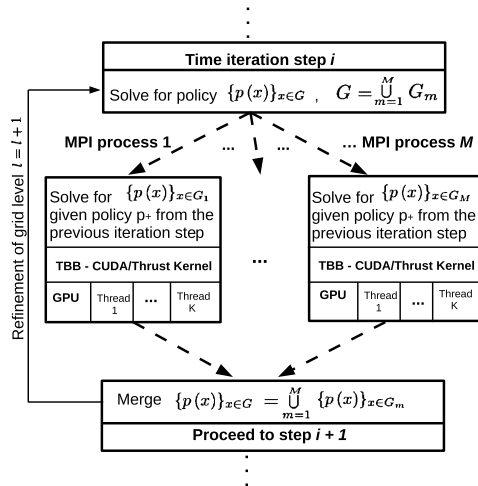 Time iteration step i
Solve for policy {p(x)}x∈G , G = ⋃ᴹₘ₌₁ Gm
MPI process 1 ... ... ... MPI process M
Solve for {p(x)}x∈G1
given policy p+ from the
previous iteration step
TBB - CUDA/Thrust Kernel
GPU Thread 1 ... Thread K
...
Solve for {p(x)}x∈GM
given policy p+ from the
previous iteration step
TBB - CUDA/Thrust Kernel
GPU Thread 1 ... Thread K
Refinement of grid level l = l + 1
Merge {p(x)}x∈G = ⋃ᴹₘ₌₁ {p(x)}x∈Gm
Proceed to step i + 1